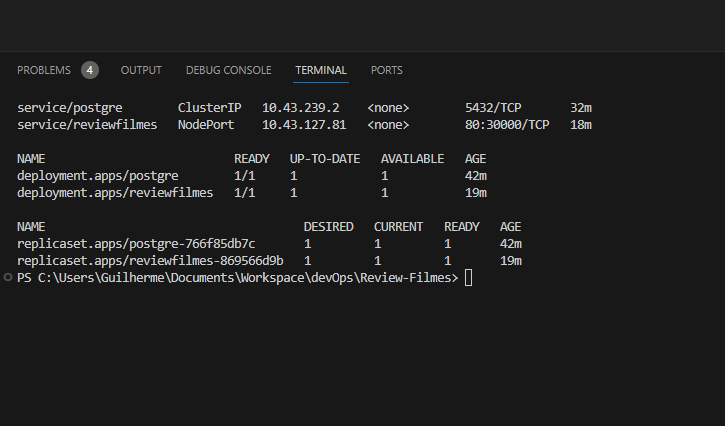 PROBLEMS 4 OUTPUT DEBUG CONSOLE TERMINAL PORTS
service/postgre ClusterIP 10.43.239.2 <none> 5432/TCP 32m
service/reviewfilmes NodePort 10.43.127.81 <none> 80:30000/TCP 18m
NAME READY UP-TO-DATE AVAILABLE AGE
deployment.apps/postgre 1/1 1 1 42m
deployment.apps/reviewfilmes 1/1 1 1 19m
NAME DESIRED CURRENT READY AGE
replicaset.apps/postgre-766f85db7c 1 1 1 42m
replicaset.apps/reviewfilmes-869566d9b 1 1 1 19m
PS C:\Users\Guilherme\Documents\Workspace\devOps\Review-Filmes>